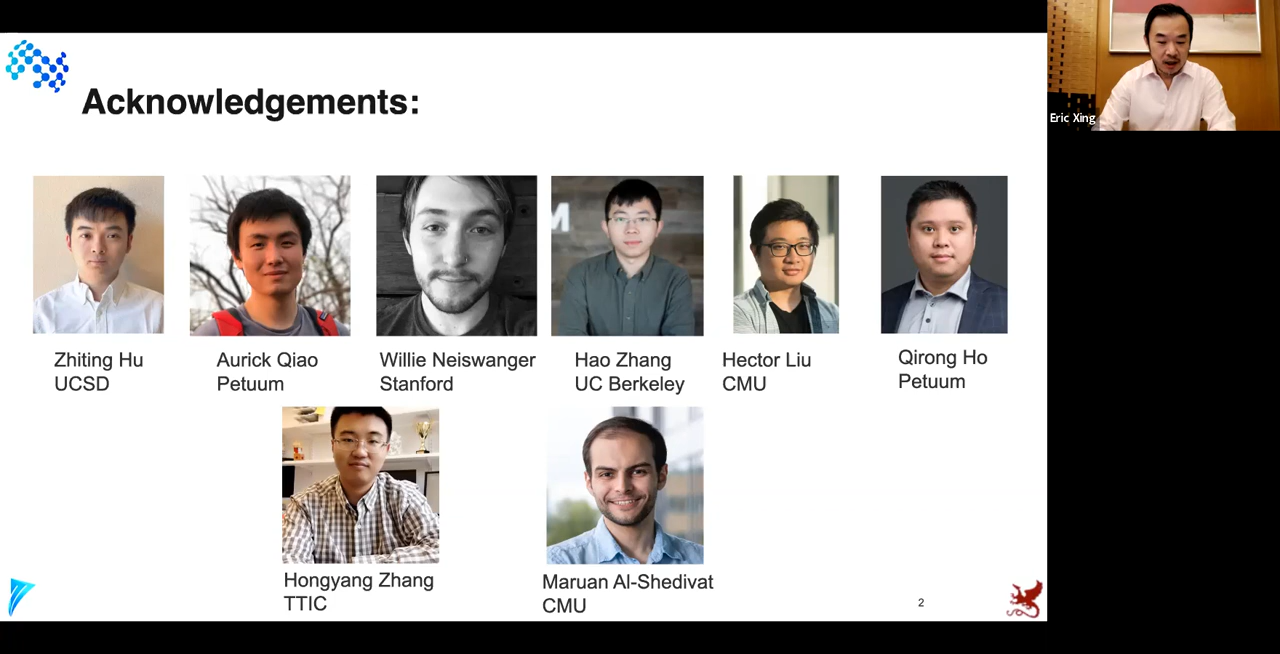 Acknowledgements:
Eric Xing
M
Zhiting Hu
UCSD
Aurick Qiao
Petuum
Willie Neiswanger
Stanford
Hao Zhang
UC Berkeley
Hector Liu
CMU
Qirong Ho
Petuum
Hongyang Zhang
TTIC
Maruan Al-Shedivat
CMU
2